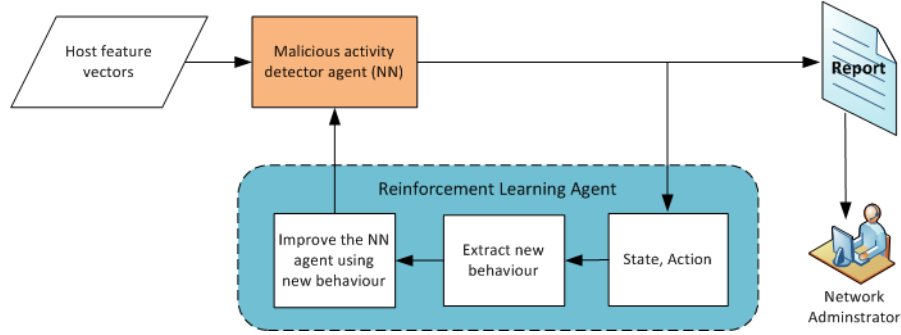 Host feature
vectors
Malicious activity
detector agent (NN)
Report
Reinforcement Learning Agent
Improve the NN
agent using
new behaviour
Extract new
behaviour
State, Action
Network
Adminstrator